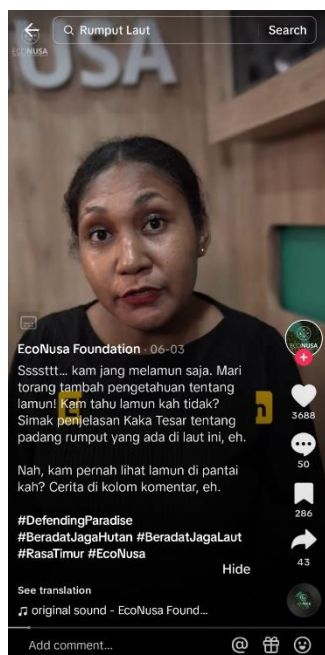 Rumput Laut Search
ECONUSA
USA
EcoNusa Foundation · 06-03
Ssssttt... kam jang melamun saja. Mari
torang tambah pengetahuan tentang
lamun! Kam tahu lamun kah tidak?
Simak penjelasan Kaka Tesar tentang
padang rumput yang ada di laut ini, eh.
Nah, kam pernah lihat lamun di pantai
kah? Cerita di kolom komentar, eh.
#DefendingParadise
#BeradatJagaHutan #BeradatJagaLaut
#RasaTimur #EcoNusa
Hide
See translation
original sound - EcoNusa Found...
Add comment...
ECONUSA
3688
50
286
43